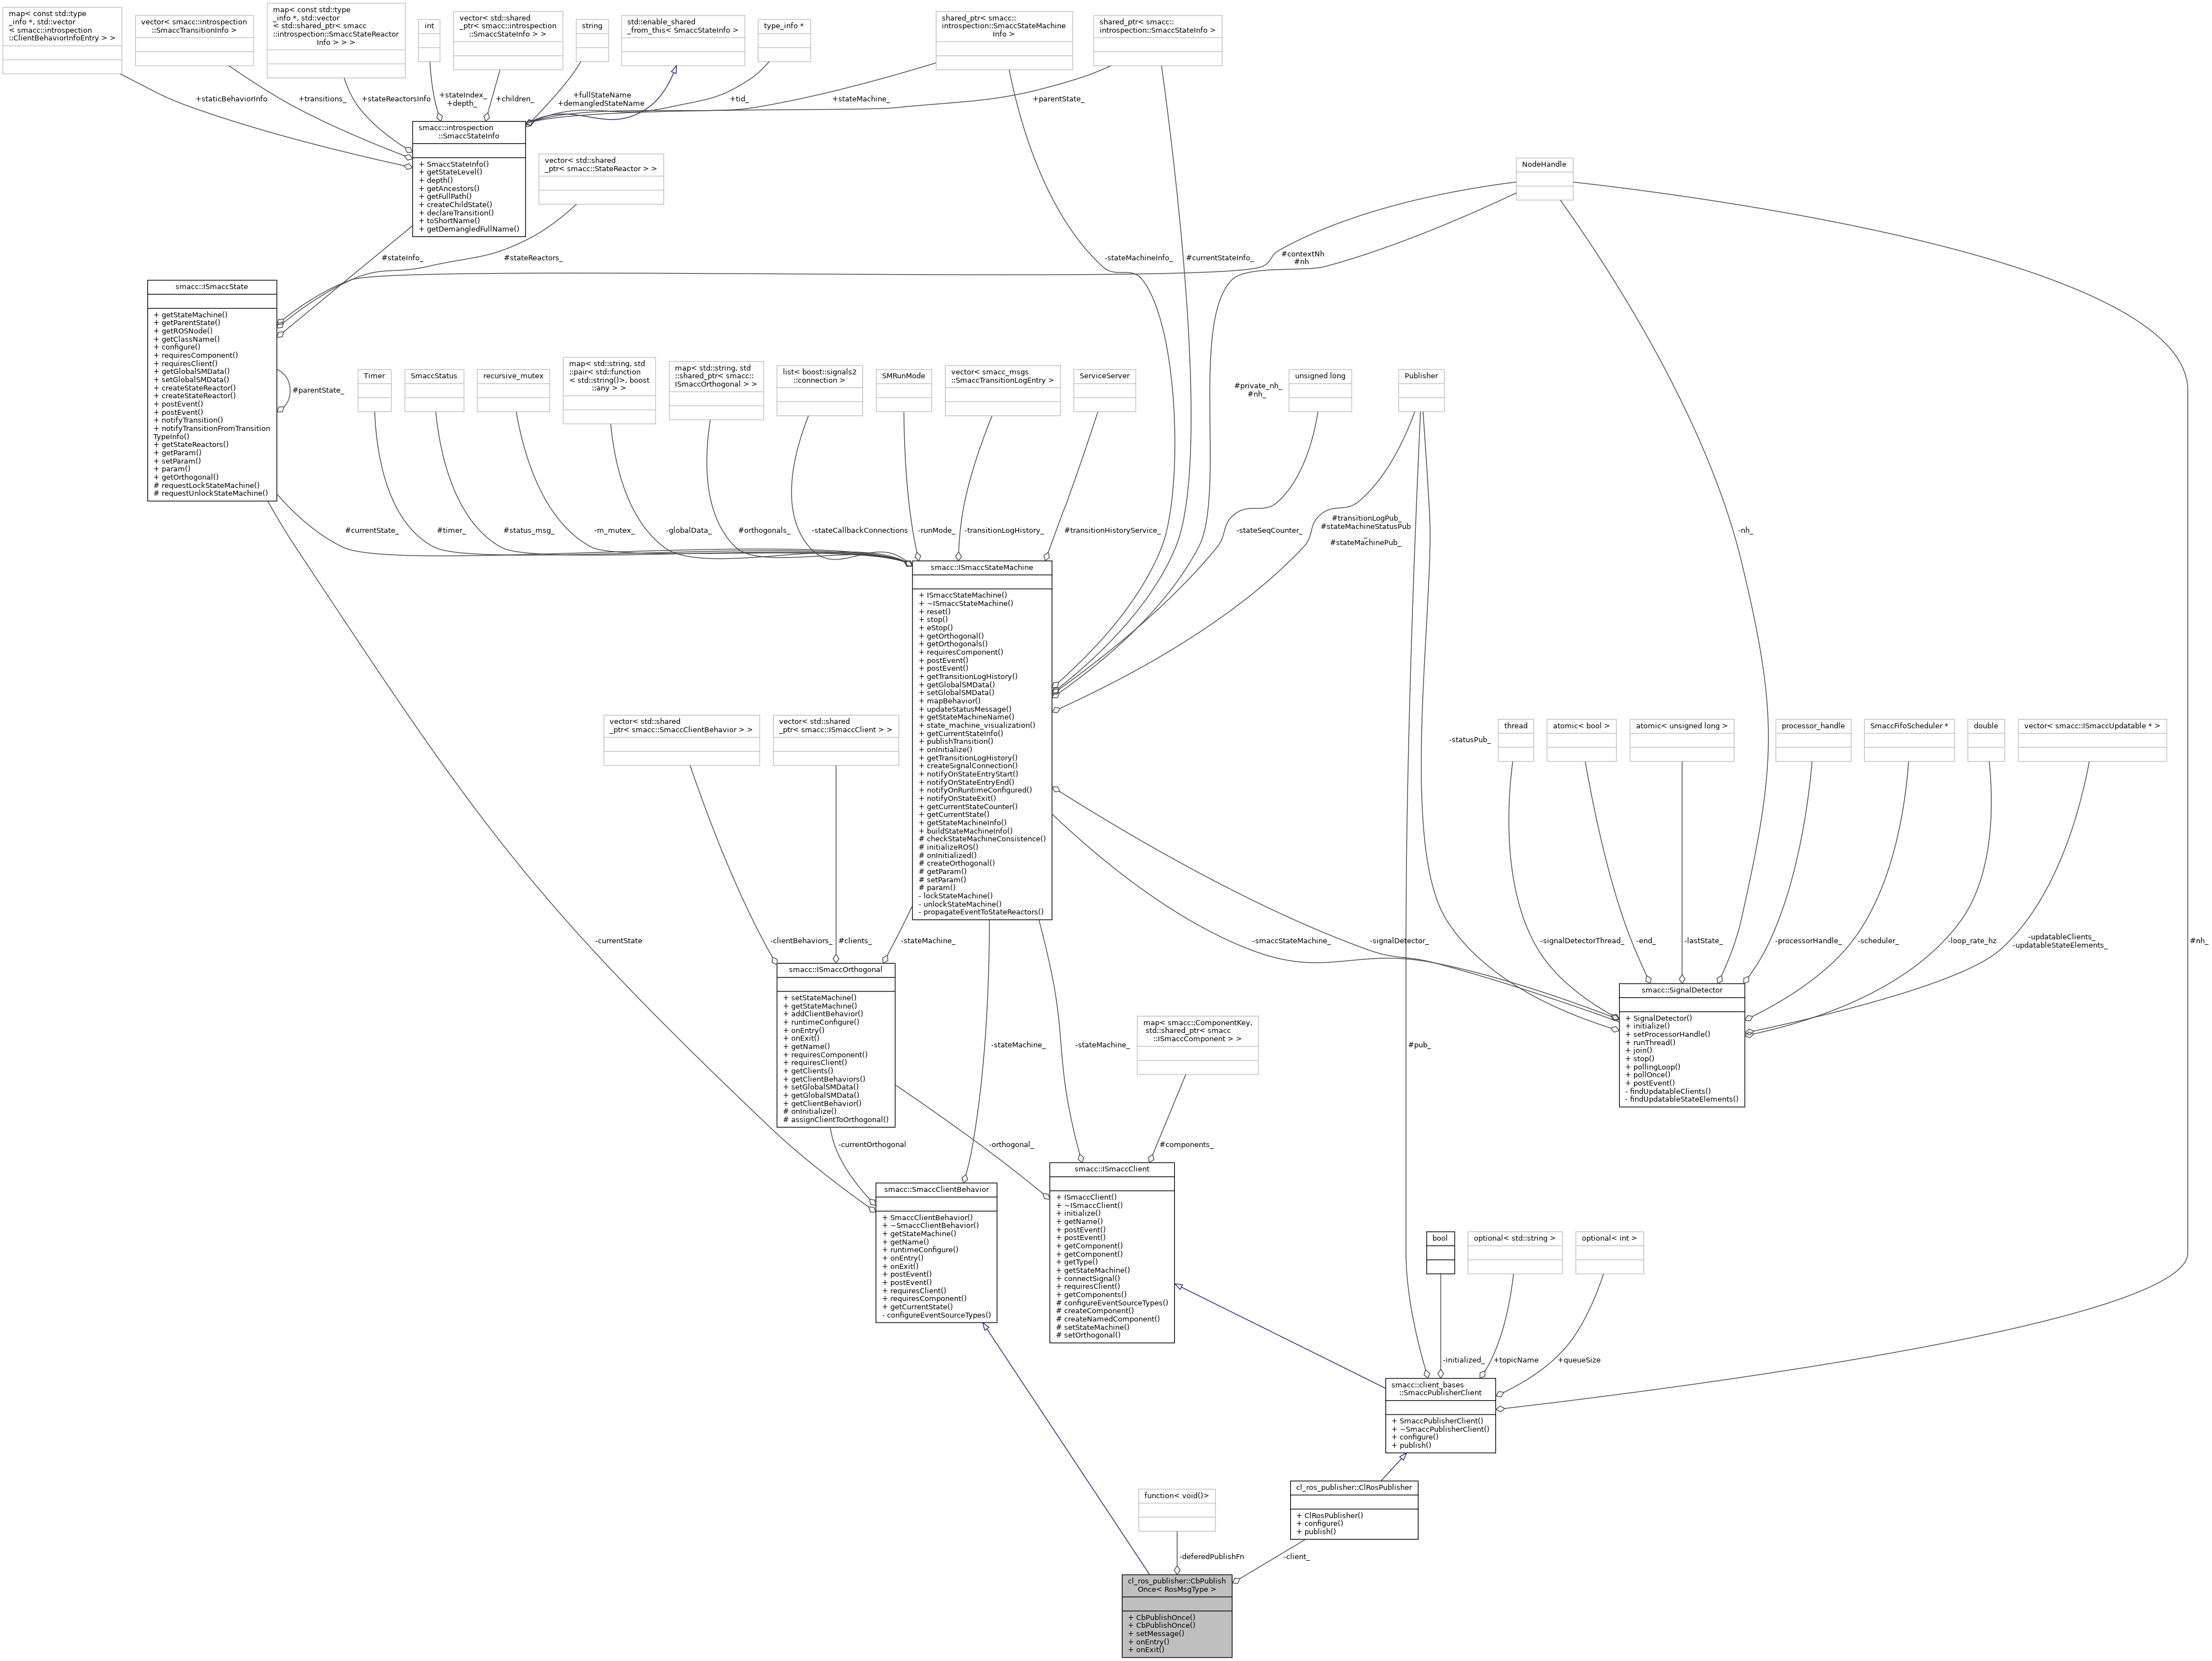 map< const std::type
_info *, std::vector
< smacc::introspection
::ClientBehaviorInfoEntry > >
vector< smacc::introspection
::SmaccTransitionInfo >
map< const std::type
_info *, std::vector
< std::shared_ptr< smacc
::introspection::SmaccStateReactor
Info > > >
int
vector< std::shared
_ptr< smacc::introspection
::SmaccStateInfo > >
string
std::enable_shared
_from_this< SmaccStateInfo >
type_info *
shared_ptr< smacc::
introspection::SmaccStateMachine
Info >
shared_ptr< smacc::
introspection::SmaccStateInfo >
+staticBehaviorInfo
+transitions_
+stateReactorsInfo
+stateIndex_
+depth_
+children_
+fullStateName
+demangledStateName
+tid_
+stateMachine_
+parentState_
smacc::introspection
::SmaccStateInfo
+ SmaccStateInfo()
+ getStateLevel()
+ depth()
+ getAncestors()
+ getFullPath()
+ createChildState()
+ declareTransition()
+ toShortName()
+ getDemangledFullName()
vector< std::shared
_ptr< smacc::StateReactor > >
NodeHandle
#stateInfo_
#stateReactors_
-stateMachineInfo_
#currentStateInfo_
#contextNh
#nh
smacc::ISmaccState
+ getStateMachine()
+ getParentState()
+ getROSNode()
+ getClassName()
+ configure()
+ requiresComponent()
+ requiresClient()
+ getGlobalSMData()
+ setGlobalSMData()
+ createStateReactor()
+ createStateReactor()
+ postEvent()
+ postEvent()
+ notifyTransition()
+ notifyTransitionFromTransition
TypeInfo()
+ getStateReactors()
+ getParam()
+ setParam()
+ param()
+ getOrthogonal()
# requestLockStateMachine()
# requestUnlockStateMachine()
#parentState_
Timer
SmaccStatus
recursive_mutex
map< std::string, std
::pair< std::function
< std::string()>, boost
::any > >
map< std::string, std
::shared_ptr< smacc::
ISmaccOrthogonal > >
list< boost::signals2
::connection >
SMRunMode
vector< smacc_msgs
::SmaccTransitionLogEntry >
ServiceServer
#private_nh_
#nh_
unsigned long
Publisher
-nh_
#currentState_
#timer_
#status_msg_
-m_mutex_
-globalData_
#orthogonals_
-stateCallbackConnections
-runMode_
-transitionLogHistory_
#transitionHistoryService_
-stateSeqCounter_
#transitionLogPub_
#stateMachineStatusPub
_
#stateMachinePub_
smacc::ISmaccStateMachine
+ ISmaccStateMachine()
+ ~ISmaccStateMachine()
+ reset()
+ stop()
+ eStop()
+ getOrthogonal()
+ getOrthogonals()
+ requiresComponent()
+ postEvent()
+ postEvent()
+ getTransitionLogHistory()
+ getGlobalSMData()
+ setGlobalSMData()
+ mapBehavior()
+ updateStatusMessage()
+ getStateMachineName()
+ state_machine_visualization()
+ getCurrentStateInfo()
+ publishTransition()
+ onInitialize()
+ getTransitionLogHistory()
+ createSignalConnection()
+ notifyOnStateEntryStart()
+ notifyOnStateEntryEnd()
+ notifyOnRuntimeConfigured()
+ notifyOnStateExit()
+ getCurrentStateCounter()
+ getCurrentState()
+ getStateMachineInfo()
+ buildStateMachineInfo()
# checkStateMachineConsistence()
# initializeROS()
# onInitialized()
# createOrthogonal()
# getParam()
# setParam()
# param()
- lockStateMachine()
- unlockStateMachine()
- propagateEventToStateReactors()
vector< std::shared
_ptr< smacc::SmaccClientBehavior > >
vector< std::shared
_ptr< smacc::ISmaccClient > >
-statusPub_
thread
atomic< bool >
atomic< unsigned long >
processor_handle
SmaccFifoScheduler *
double
vector< smacc::ISmaccUpdatable * >
-currentState
-clientBehaviors_
#clients_
-stateMachine_
-smaccStateMachine_
-signalDetector_
-signalDetectorThread_
-end_
-lastState_
-processorHandle_
-scheduler_
-loop_rate_hz
-updatableClients_
-updatableStateElements_
#nh_
smacc::ISmaccOrthogonal
+ setStateMachine()
+ getStateMachine()
+ addClientBehavior()
+ runtimeConfigure()
+ onEntry()
+ onExit()
+ getName()
+ requiresComponent()
+ requiresClient()
+ getClients()
+ getClientBehaviors()
+ setGlobalSMData()
+ getGlobalSMData()
+ getClientBehavior()
# onInitialize()
# assignClientToOrthogonal()
smacc::SignalDetector
+ SignalDetector()
+ initialize()
+ setProcessorHandle()
+ runThread()
+ join()
+ stop()
+ pollingLoop()
+ pollOnce()
+ postEvent()
- findUpdatableClients()
- findUpdatableStateElements()
-stateMachine_
-stateMachine_
map< smacc::ComponentKey,
std::shared_ptr< smacc
::ISmaccComponent > >
#pub_
-currentOrthogonal
-orthogonal_
#components_
smacc::SmaccClientBehavior
+ SmaccClientBehavior()
+ ~SmaccClientBehavior()
+ getStateMachine()
+ getName()
+ runtimeConfigure()
+ onEntry()
+ onExit()
+ postEvent()
+ postEvent()
+ requiresClient()
+ requiresComponent()
+ getCurrentState()
- configureEventSourceTypes()
smacc::ISmaccClient
+ ISmaccClient()
+ ~ISmaccClient()
+ initialize()
+ getName()
+ postEvent()
+ postEvent()
+ getComponent()
+ getComponent()
+ getType()
+ getStateMachine()
+ connectSignal()
+ requiresClient()
+ getComponents()
# configureEventSourceTypes()
# createComponent()
# createNamedComponent()
# setStateMachine()
# setOrthogonal()
bool
optional< std::string >
optional< int >
-initialized_
+topicName
+queueSize
smacc::client_bases
::SmaccPublisherClient
+ SmaccPublisherClient()
+ ~SmaccPublisherClient()
+ configure()
+ publish()
function< void()>
cl_ros_publisher::ClRosPublisher
+ ClRosPublisher()
+ configure()
+ publish()
-deferedPublishFn
-client_
cl_ros_publisher::CbPublish
Once< RosMsgType >
+ CbPublishOnce()
+ CbPublishOnce()
+ setMessage()
+ onEntry()
+ onExit()